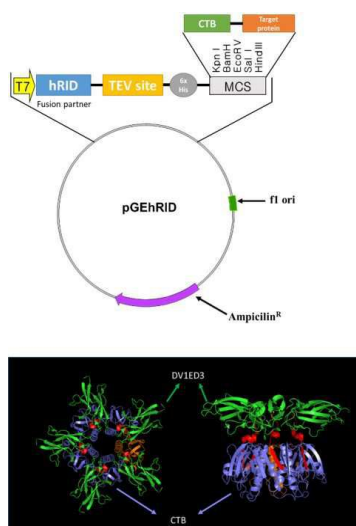 CTB
Target
protein
Kpn I
BamH I
EcoRV
Sal I
HindIII
T7
hRID
TEV site
6x
His
MCS
Fusion partner
pGEhRID
f1 ori
Ampicilin^R
DV1ED3
CTB